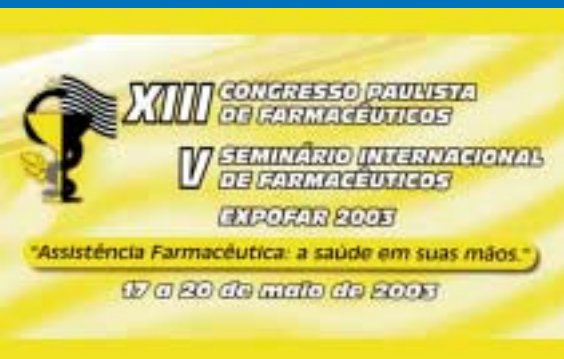 XIII CONGRESSO PAULISTA
DE FARMACÊUTICOS
V SEMINÁRIO INTERNACIONAL
DE FARMACÊUTICOS
EXPOFAR 2003
"Assistência Farmacêutica: a saúde em suas mãos."
17 a 20 de maio de 2003